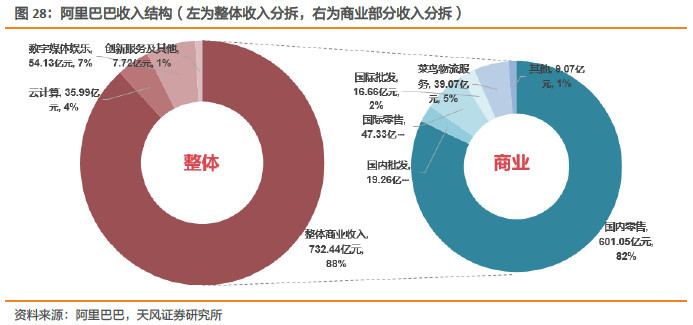 图 28：阿里巴巴收入结构（左为整体收入分拆，右为商业部分收入分拆）
数字媒体娱乐,
54.13亿元, 7%
创新服务及其他,
7.72亿元, 1%
云计算, 35.99亿
元, 4%
整体
整体商业收入,
732.44亿元,
88%
国际批发,
16.66亿元,
2%
菜鸟物流服
务, 39.07亿
元, 5%
其他, 8.07亿
元, 1%
国际零售,
47.33亿…
国内批发,
19.26亿…
商业
国内零售,
601.05亿元,
82%
资料来源：阿里巴巴，天风证券研究所